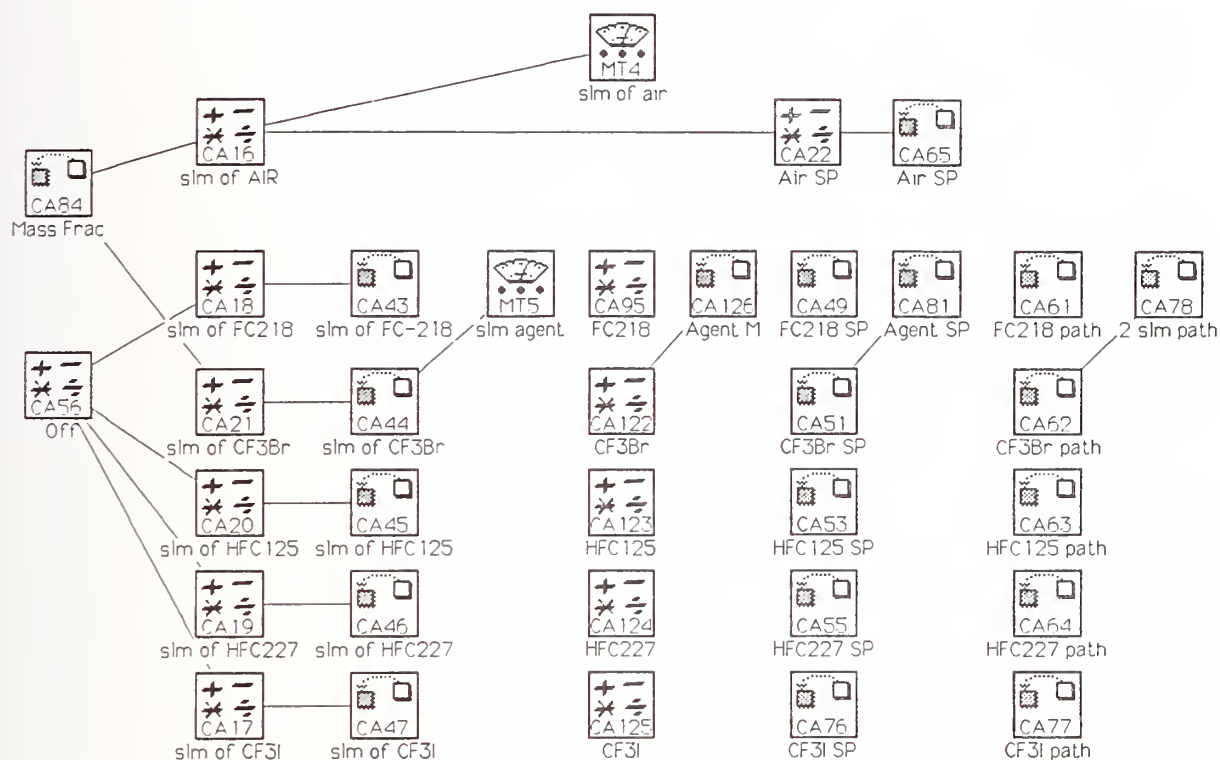 MT4
slm of air
CA16
slm of AIR
CA22
Air SP
CA65
Air SP
CA84
Mass Frac
CA18
slm of FC218
CA43
slm of FC-218
MT5
slm agent
CA95
FC218
CA126
Agent M
CA49
FC218 SP
CA81
Agent SP
CA61
FC218 path
CA78
2 slm path
CA56
Off
CA21
slm of CF3Br
CA44
slm of CF3Br
CA122
CF3Br
CA51
CF3Br SP
CA62
CF3Br path
CA20
slm of HFC125
CA45
slm of HFC125
CA123
HFC125
CA53
HFC125 SP
CA63
HFC125 path
CA19
slm of HFC227
CA46
slm of HFC227
CA124
HFC227
CA55
HFC227 SP
CA64
HFC227 path
CA17
slm of CF3I
CA47
slm of CF3I
CA125
CF3I
CA76
CF3I SP
CA77
CF3I path